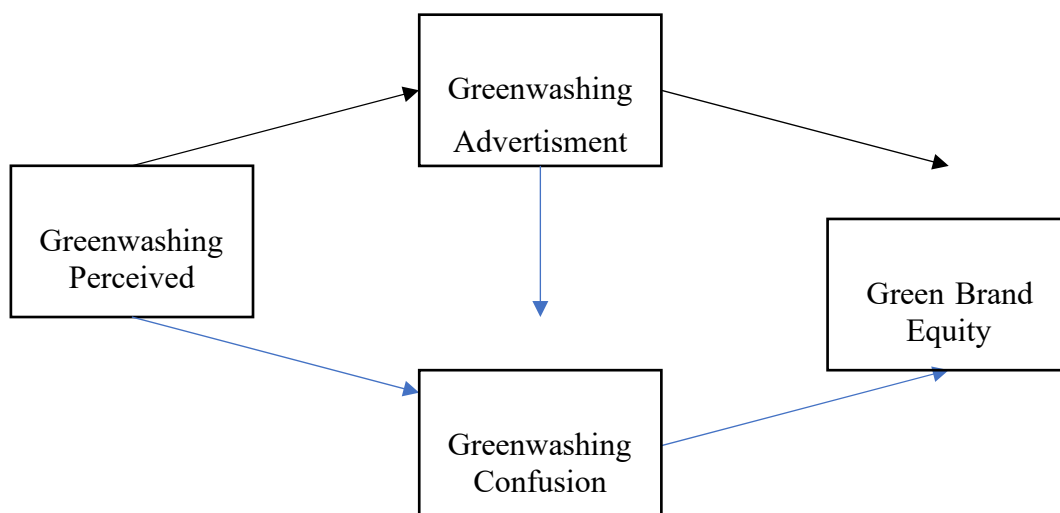 Greenwashing
Advertisment
Greenwashing
Perceived
Green Brand
Equity
Greenwashing
Confusion